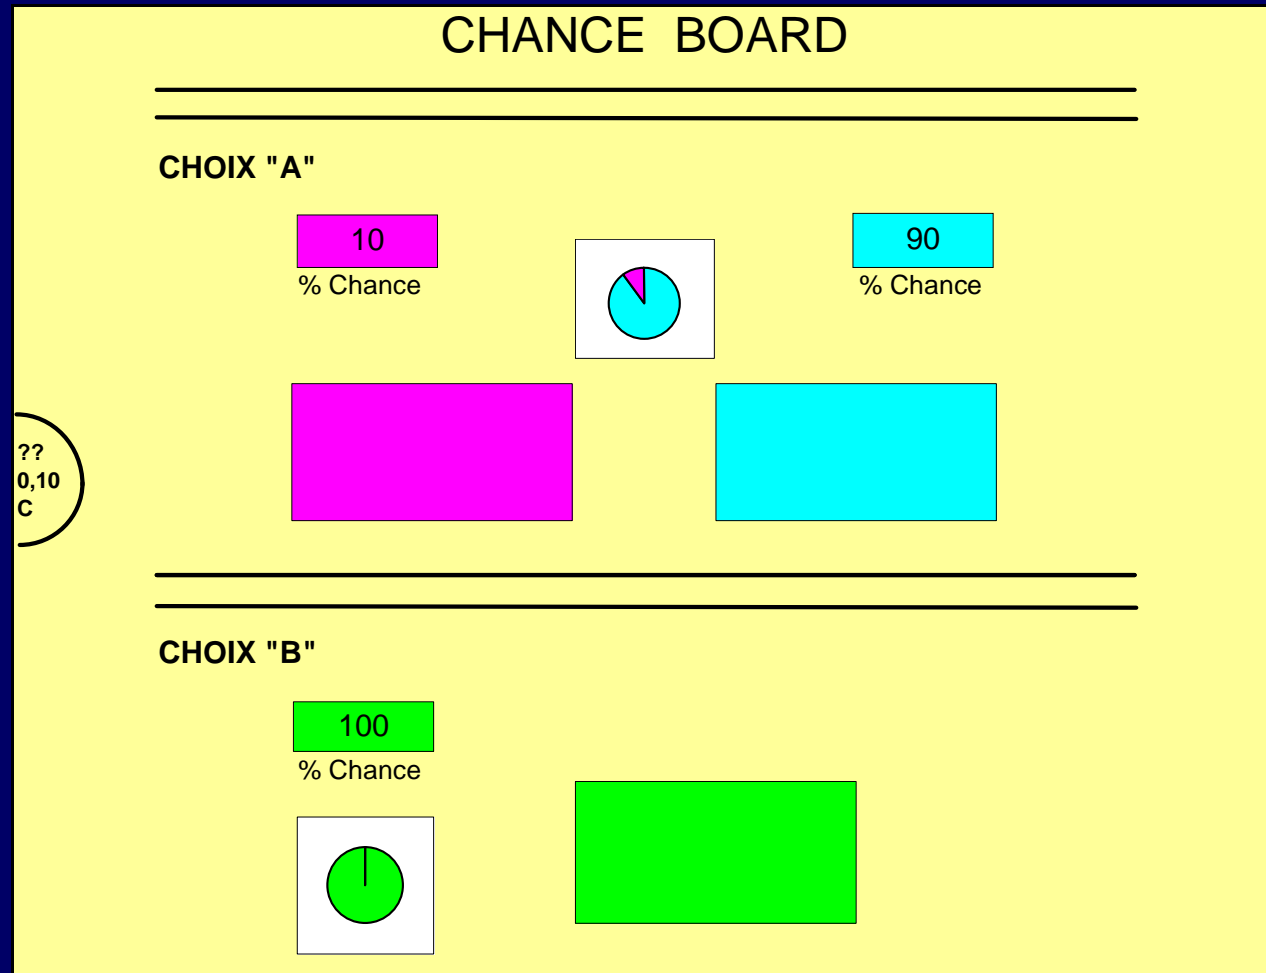 CHANCE BOARD
CHOIX "A"
10
90
% Chance
% Chance
??
0,10
C
CHOIX "B"
100
% Chance